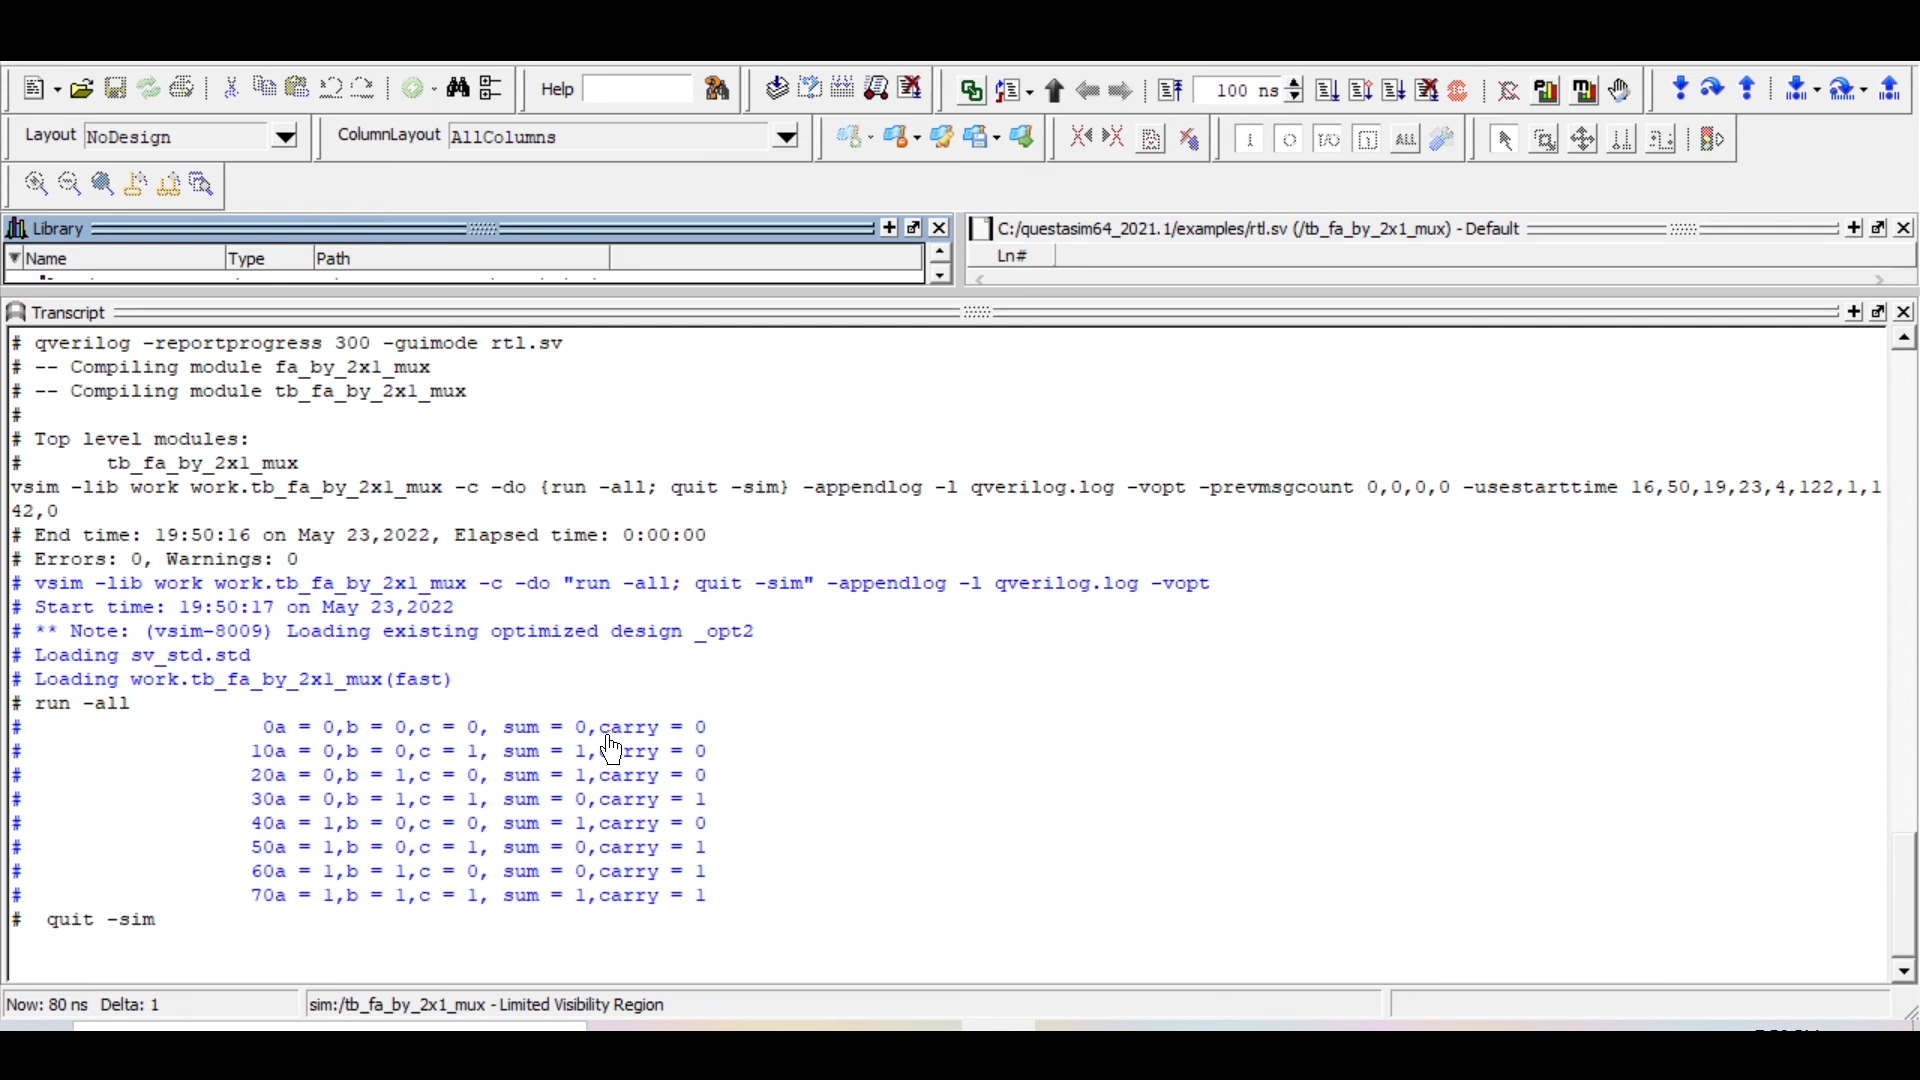 Help
100 ns
Layout NoDesign
ColumnLayout AllColumns
ALL
Library
Name Type Path
C:/questasim64_2021.1/examples/rtl.sv (/tb_fa_by_2x1_mux) - Default
Ln#
Transcript
# qverilog -reportprogress 300 -guimode rtl.sv
# -- Compiling module fa_by_2x1_mux
# -- Compiling module tb_fa_by_2x1_mux
#
# Top level modules:
# tb_fa_by_2x1_mux
vsim -lib work work.tb_fa_by_2x1_mux -c -do {run -all; quit -sim} -appendlog -l qverilog.log -vopt -prevmsgcount 0,0,0,0 -usestarttime 16,50,19,23,4,122,1,1
42,0
# End time: 19:50:16 on May 23,2022, Elapsed time: 0:00:00
# Errors: 0, Warnings: 0
# vsim -lib work work.tb_fa_by_2x1_mux -c -do "run -all; quit -sim" -appendlog -l qverilog.log -vopt
# Start time: 19:50:17 on May 23,2022
# ** Note: (vsim-8009) Loading existing optimized design _opt2
# Loading sv_std.std
# Loading work.tb_fa_by_2x1_mux(fast)
# run -all
# 0a = 0,b = 0,c = 0, sum = 0,carry = 0
# 10a = 0,b = 0,c = 1, sum = 1,carry = 0
# 20a = 0,b = 1,c = 0, sum = 1,carry = 0
# 30a = 0,b = 1,c = 1, sum = 0,carry = 1
# 40a = 1,b = 0,c = 0, sum = 1,carry = 0
# 50a = 1,b = 0,c = 1, sum = 0,carry = 1
# 60a = 1,b = 1,c = 0, sum = 0,carry = 1
# 70a = 1,b = 1,c = 1, sum = 1,carry = 1
# quit -sim
Now: 80 ns Delta: 1
sim:/tb_fa_by_2x1_mux - Limited Visibility Region